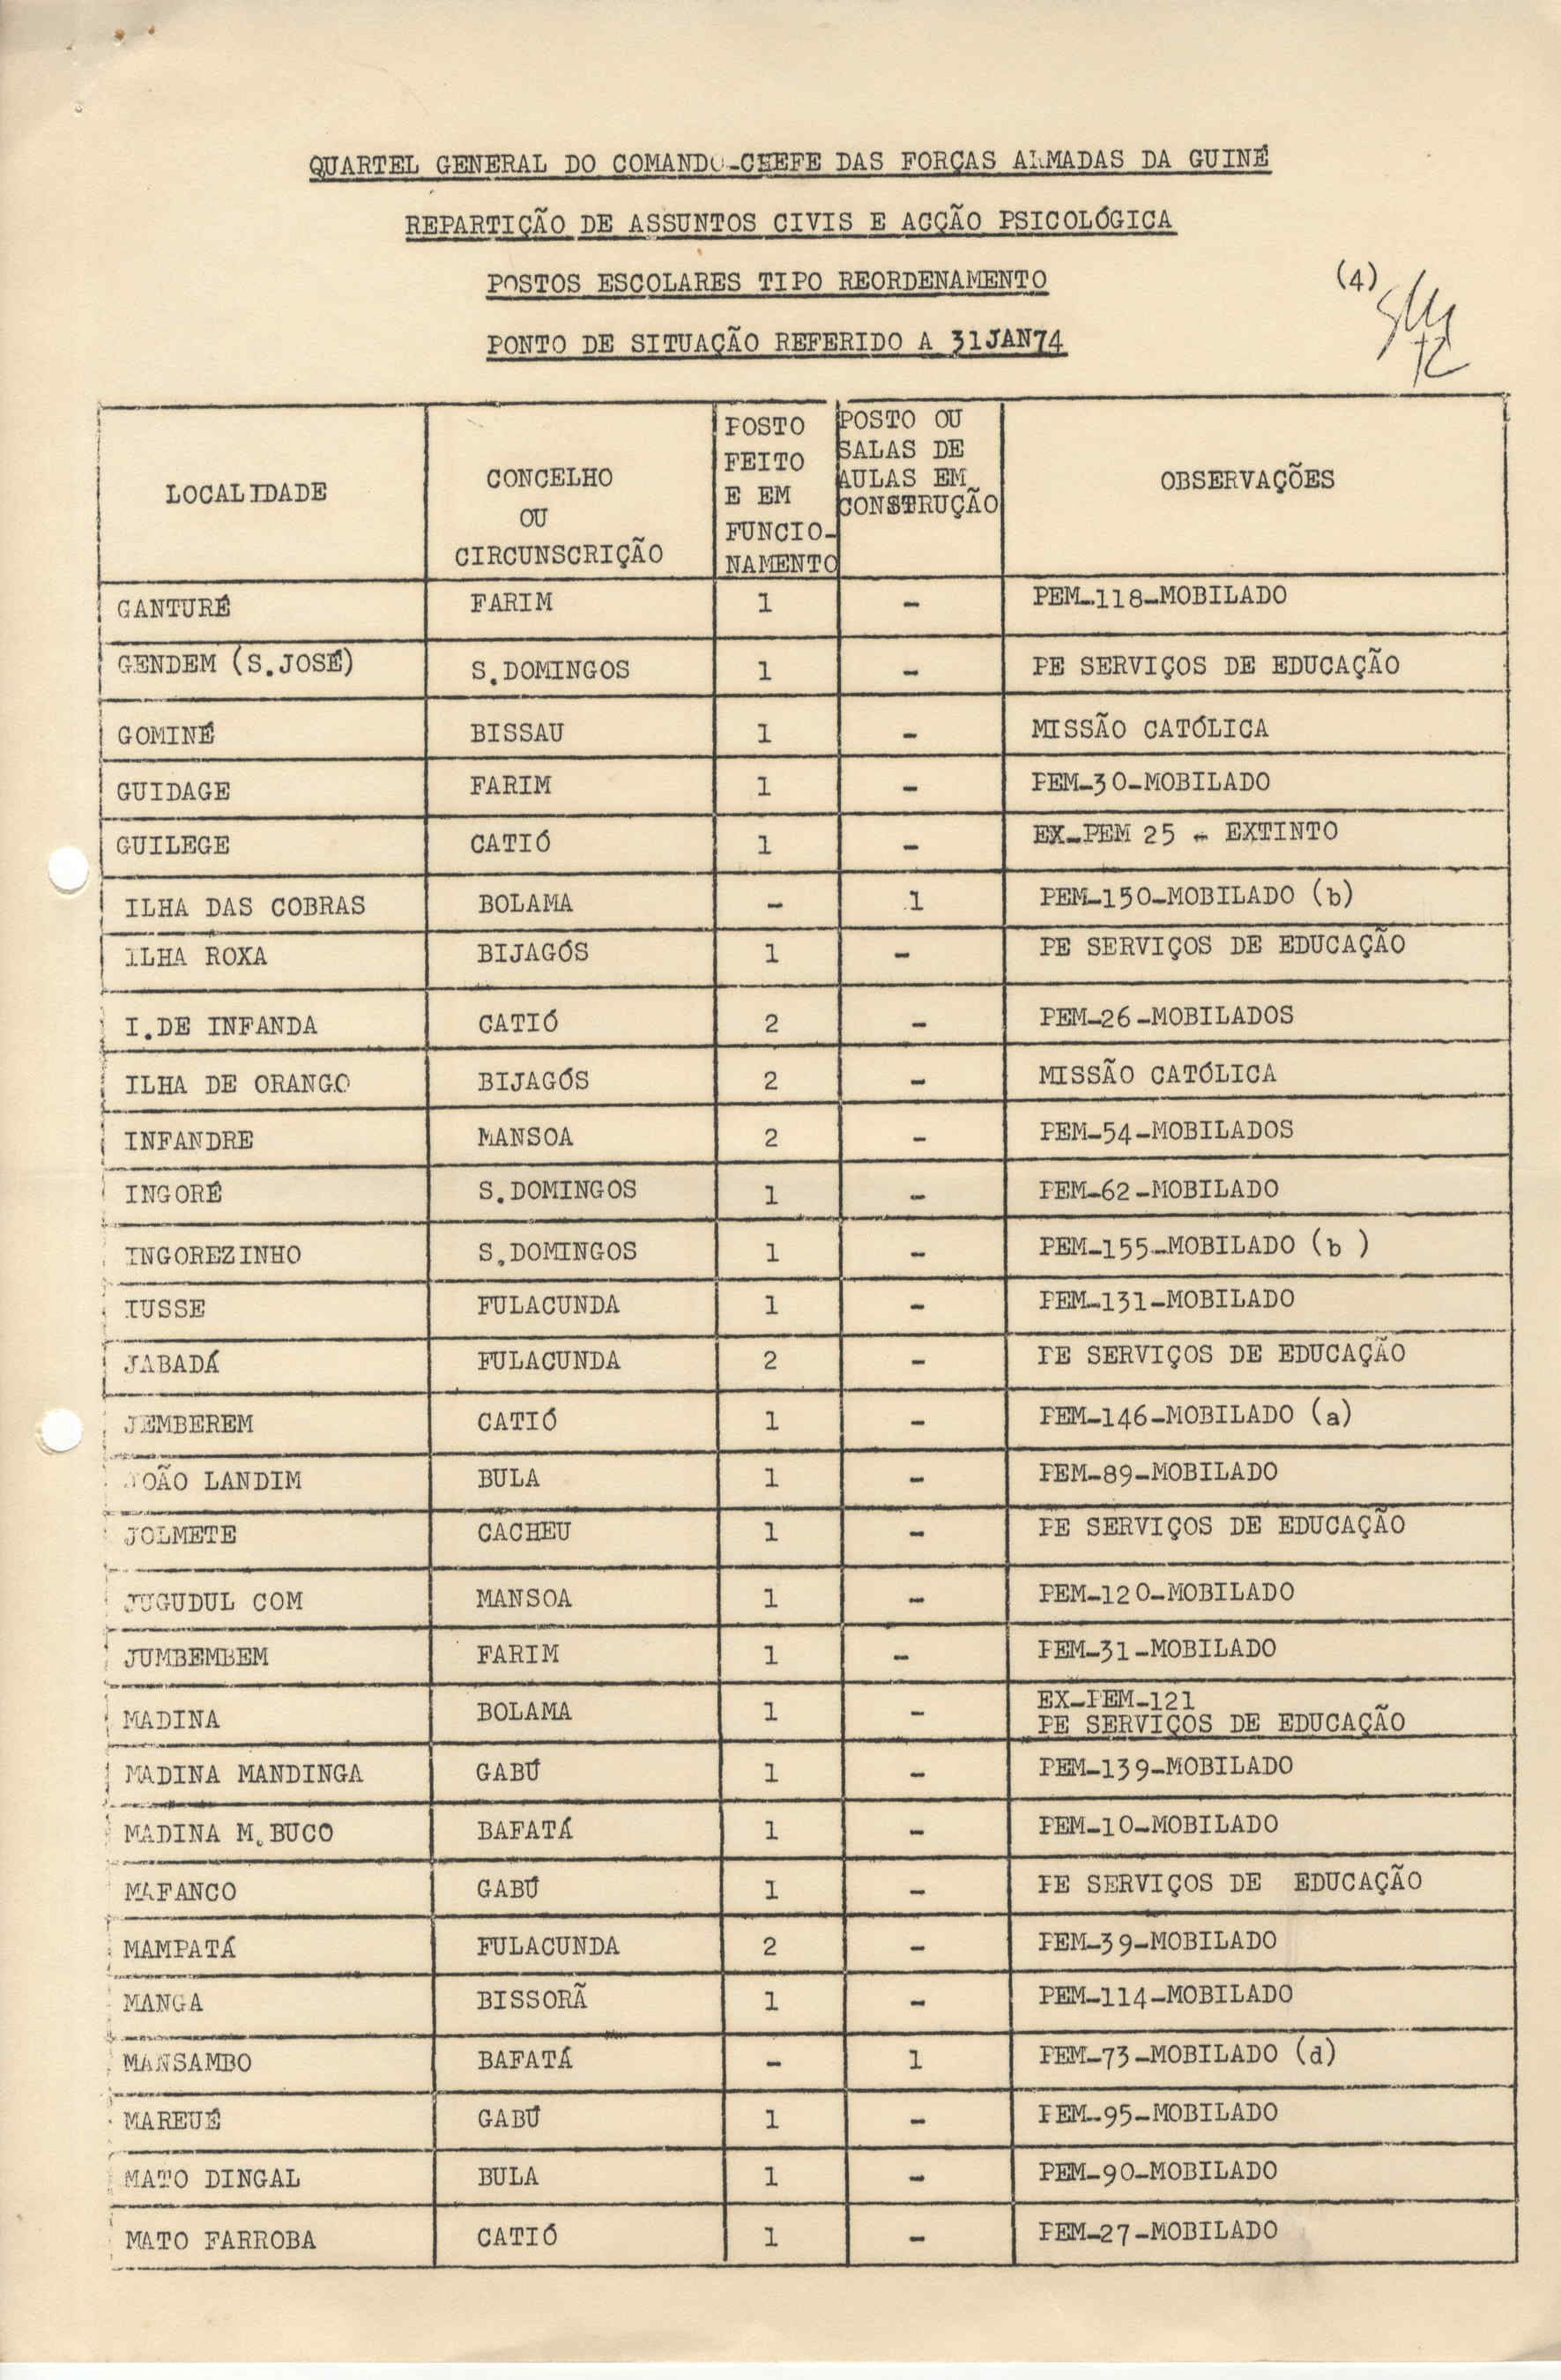 QUARTEL GENERAL DO COMANDO-CHEFE DAS FORÇAS ARMADAS DA GUINÉ
REPARTIÇÃO DE ASSUNTOS CIVIS E ACÇÃO PSICOLÓGICA
POSTOS ESCOLARES TIPO REORDENAMENTO
(4)
PONTO DE SITUAÇÃO REFERIDO A 31JAN74
LOCALIDADE
CONCELHO
OU
CIRCUNSCRIÇÃO
POSTO
FEITO
E EM
FUNCIO-
NAMENTO
POSTO OU
SALAS DE
AULAS EM
CONSTRUÇÃO
OBSERVAÇÕES
GANTURÉ FARIM 1 - PEM-118-MOBILADO
GENDEM (S.JOSÉ) S.DOMINGOS 1 - PE SERVIÇOS DE EDUCAÇÃO
GOMINÉ BISSAU 1 - MISSÃO CATÓLICA
GUIDAGE FARIM 1 - PEM-30-MOBILADO
GUILEGE CATIÓ 1 - EX-PEM 25 - EXTINTO
ILHA DAS COBRAS BOLAMA - 1 PEM-150-MOBILADO (b)
ILHA ROXA BIJAGÓS 1 - PE SERVIÇOS DE EDUCAÇÃO
I.DE INFANDA CATIÓ 2 - PEM-26-MOBILADOS
ILHA DE ORANGO BIJAGÓS 2 - MISSÃO CATÓLICA
INFANDRE MANSOA 2 - PEM-54-MOBILADOS
INGORÉ S.DOMINGOS 1 - PEM-62-MOBILADO
INGOREZINHO S.DOMINGOS 1 - PEM-155-MOBILADO (b )
IUSSE FULACUNDA 1 - PEM-131-MOBILADO
JABADÁ FULACUNDA 2 - PE SERVIÇOS DE EDUCAÇÃO
JEMBEREM CATIÓ 1 - PEM-146-MOBILADO (a)
JOÃO LANDIM BULA 1 - PEM-89-MOBILADO
JOLMETE CACHEU 1 - PE SERVIÇOS DE EDUCAÇÃO
JUGUDUL COM MANSOA 1 - PEM-120-MOBILADO
JUMBEMBEM FARIM 1 - PEM-31-MOBILADO
MADINA BOLAMA 1 - EX-PEM-121
PE SERVIÇOS DE EDUCAÇÃO
MADINA MANDINGA GABÚ 1 - PEM-139-MOBILADO
MADINA M.BUCO BAFATÁ 1 - PEM-10-MOBILADO
MAFANCO GABÚ 1 - PE SERVIÇOS DE EDUCAÇÃO
MAMPATÁ FULACUNDA 2 - PEM-39-MOBILADO
MANGA BISSORÃ 1 - PEM-114-MOBILADO
MANSAMBO BAFATÁ - 1 PEM-73-MOBILADO (d)
MAREUÉ GABÚ 1 - PEM-95-MOBILADO
MATO DINGAL BULA 1 - PEM-90-MOBILADO
MATO FARROBA CATIÓ 1 - PEM-27-MOBILADO